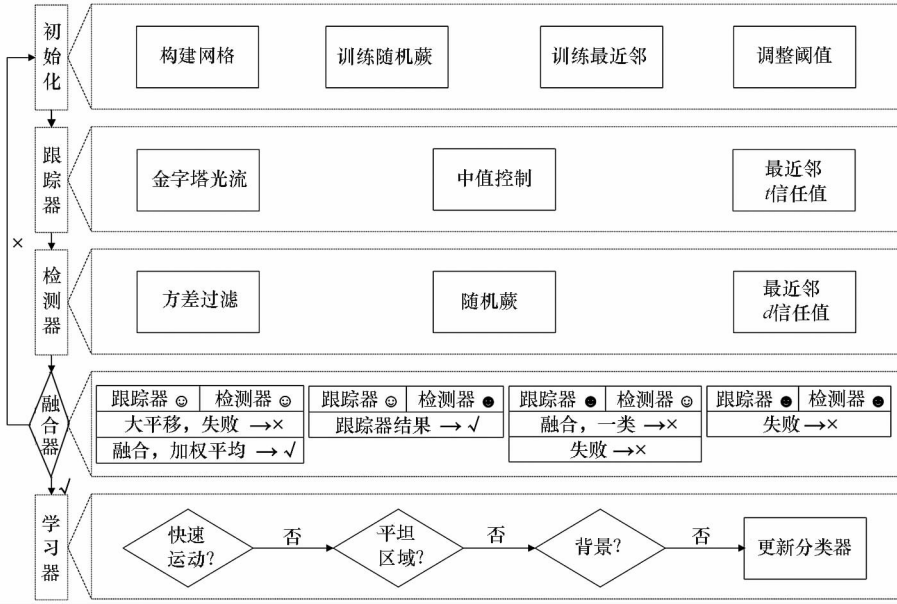 初始化
构建网格
训练随机蕨
训练最近邻
调整阈值
跟踪器
金字塔光流
中值控制
最近邻
t信任值
×
检测器
方差过滤
随机蕨
最近邻
d信任值
融合器
跟踪器☺ 检测器☺
大平移，失败→×
融合，加权平均→√
跟踪器☺ 检测器☻
跟踪器结果→√
跟踪器☻ 检测器☺
融合，一类→×
失败→×
跟踪器☻ 检测器☻
失败→×
√
学习器
快速
运动?
否
平坦
区域?
否
背景?
否
更新分类器